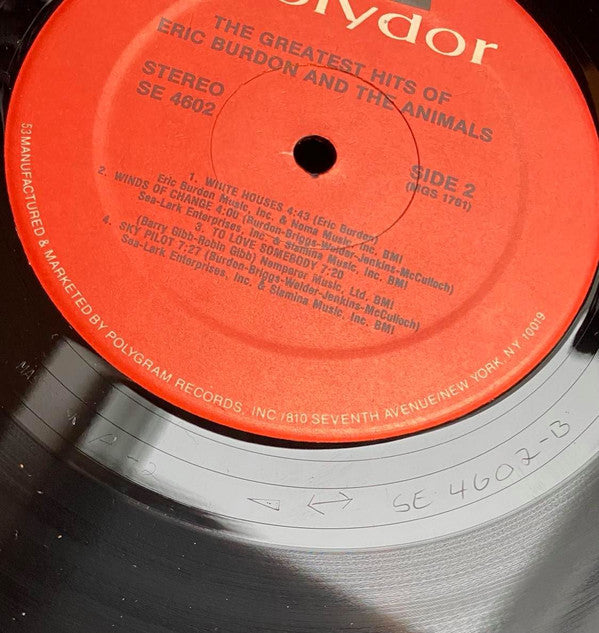 olydor
THE GREATEST HITS OF
ERIC BURDON AND THE ANIMALS
STEREO
SE 4602
SIDE 2
(MGS 1761)
1. WHITE HOUSES 4:43 (Eric Burdon)
Eric Burdon Music, Inc. & Noma Music, Inc. BMI
2. WINDS OF CHANGE 4:00 (Burdon-Briggs-Weider-Jenkins-McCulloch)
Sea-Lark Enterprises, Inc. & Slamina Music, Inc. BMI
3. TO LOVE SOMEBODY 7:20
(Barry Gibb-Robin Gibb) Nemperor Music, Ltd. BMI
4. SKY PILOT 7:27 (Burdon-Briggs-Weider-Jenkins-McCulloch)
Sea-Lark Enterprises, Inc. & Slamina Music, Inc. BMI
53 MANUFACTURED & MARKETED BY POLYGRAM RECORDS, INC./810 SEVENTH AVENUE/NEW YORK, NY 10019
SE 4602-B